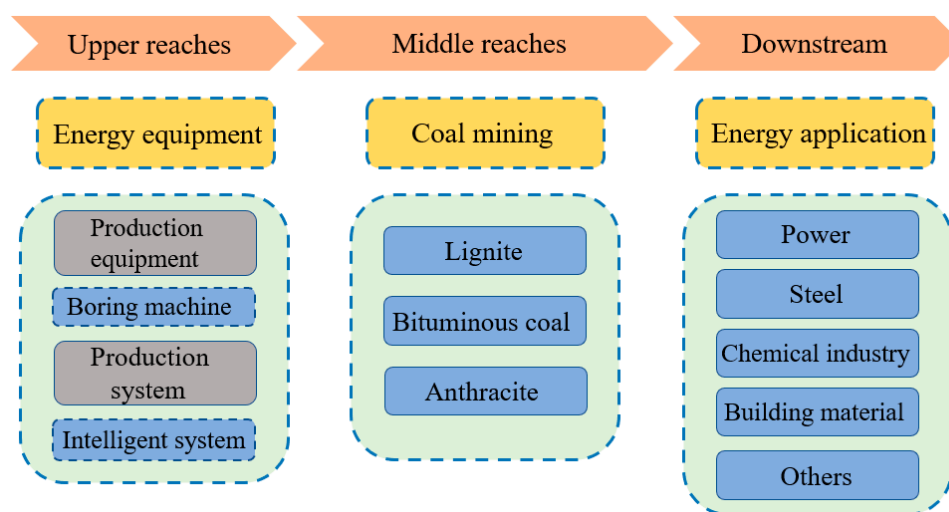 Upper reaches
Middle reaches
Downstream
Energy equipment
Coal mining
Energy application
Production
equipment
Boring machine
Production
system
Intelligent system
Lignite
Bituminous coal
Anthracite
Power
Steel
Chemical industry
Building material
Others